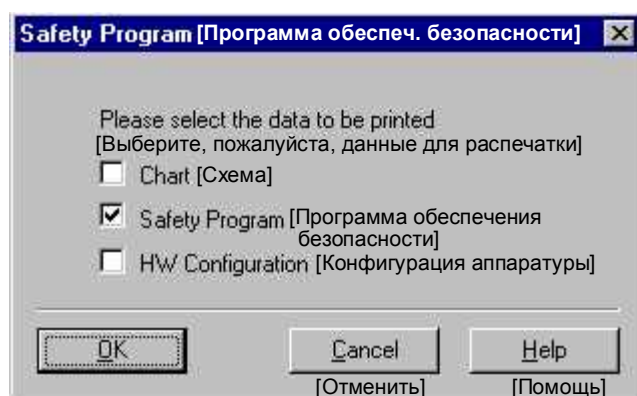 Safety Program [Программа обеспеч. безопасности]
Please select the data to be printed
[Выберите, пожалуйста, данные для распечатки]
Chart [Схема]
Safety Program [Программа обеспечения
безопасности]
HW Configuration [Конфигурация аппаратуры]
OK Cancel Help
[Отменить] [Помощь]